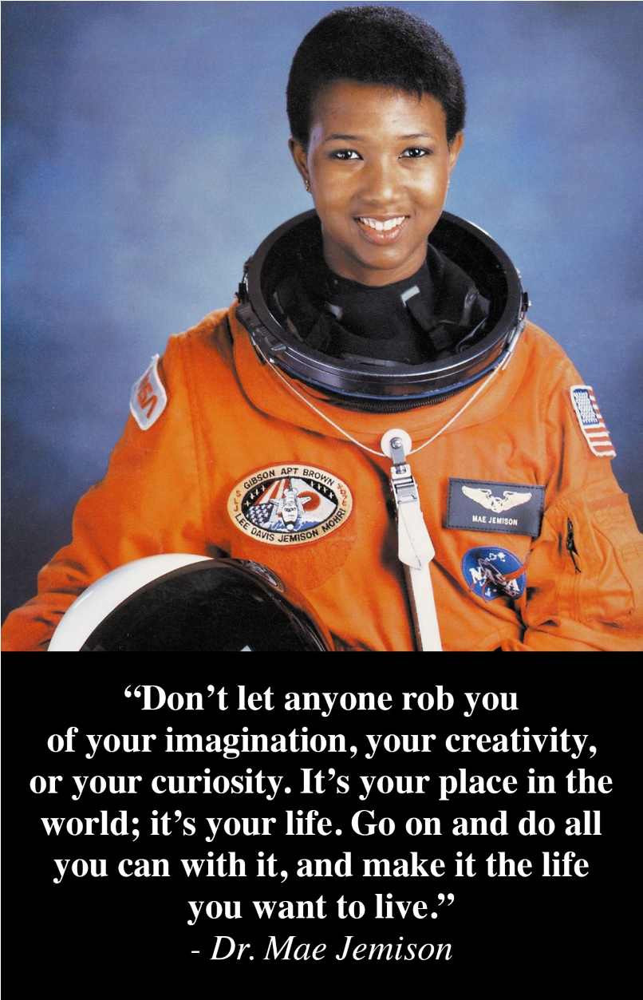 NASA
GIBSON APT BROWN
LEE DAVIS JEMISON MOHRI
MAE JEMISON
NASA
“Don’t let anyone rob you
of your imagination, your creativity,
or your curiosity. It’s your place in the
world; it’s your life. Go on and do all
you can with it, and make it the life
you want to live.”
- Dr. Mae Jemison